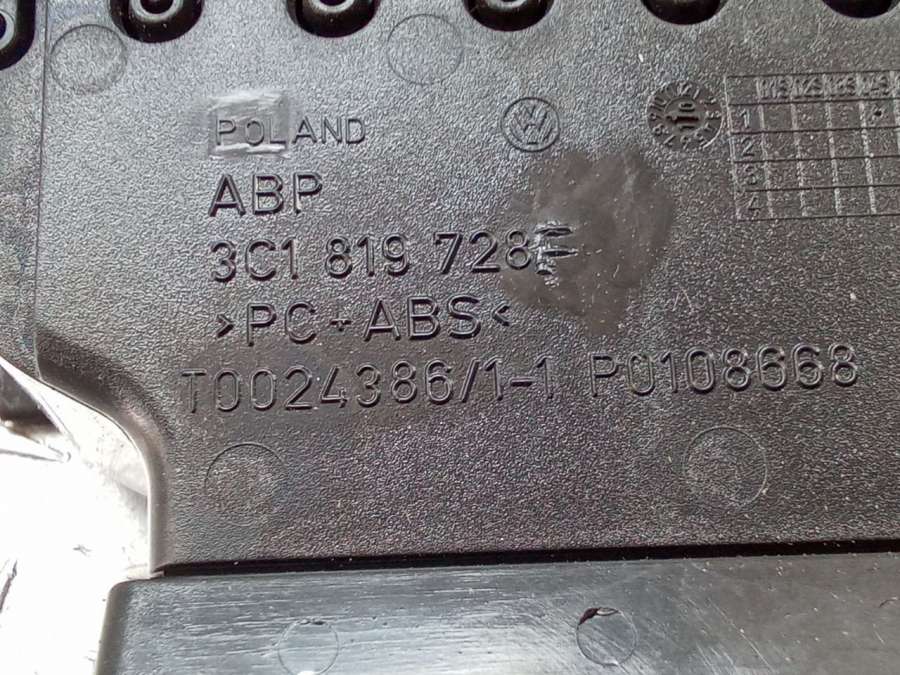 POLAND
ABP
3C1 819 728F
>PC+ABS<
T0024386/1-1 P0108668
1
2
3
4